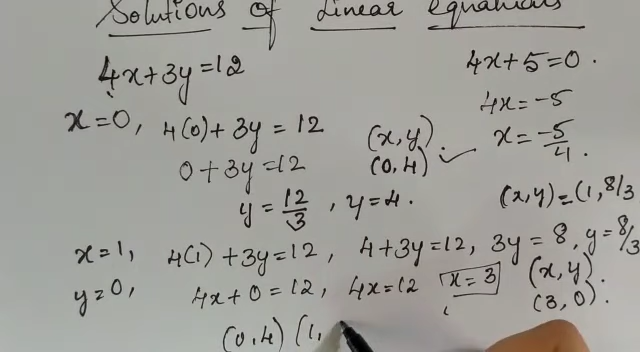 Solutions of Linear equations
4x+3y=12
4x+5=0.
4x=-5
x=-5/4.
x=0, 4(0)+3y=12
0+3y=12
y=12/3, y=4.
(x,y).
(0,4)✓
(x,y)=(1,8/3
x=1, 4(1)+3y=12, 4+3y=12, 3y=8, y=8/3
y=0, 4x+0=12, 4x=12 x=3 (x,y).
(3,0).
(0,4) (1,